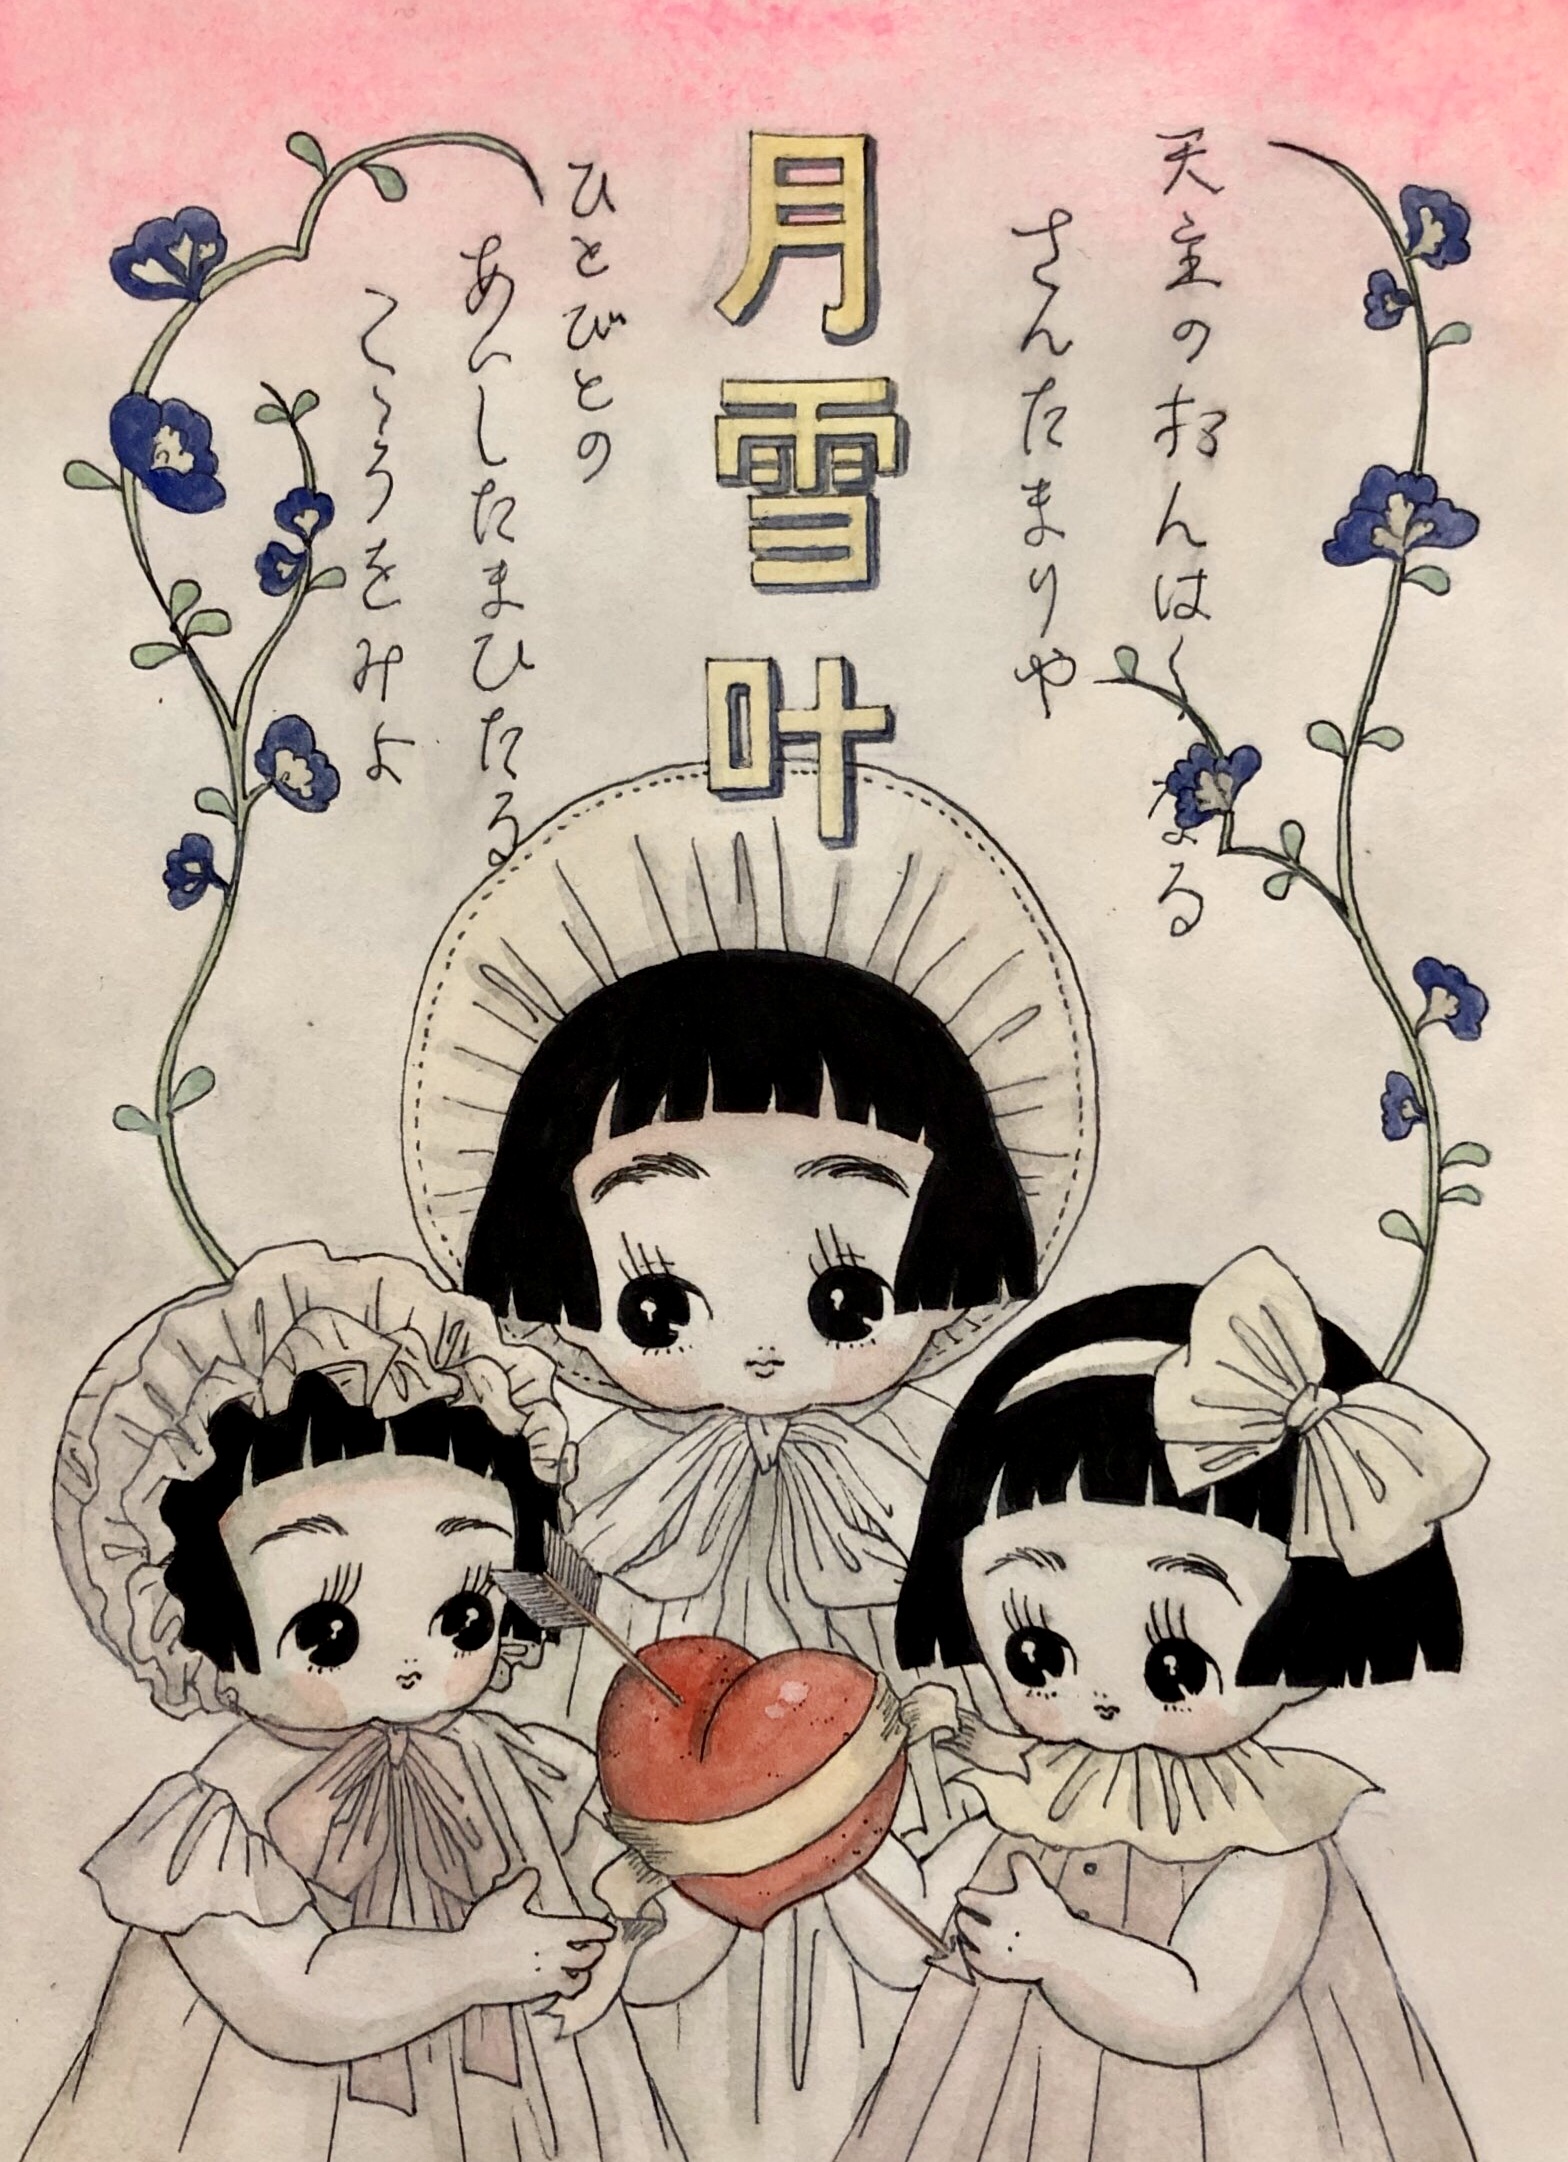 天主のおんはゝなる
さんたまりや
月雪叶
ひとびとの
あいしたまひたる
こゝろをみよ